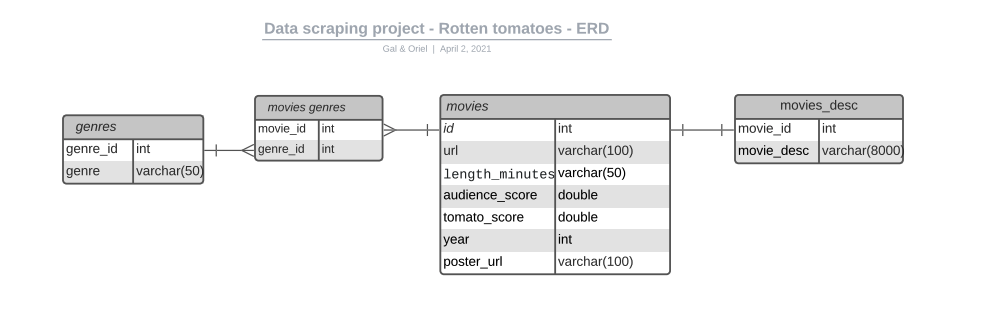 Data scraping project - Rotten tomatoes - ERD
Gal & Oriel | April 2, 2021
genres
genre_id int
genre varchar(50)
movies genres
movie_id int
genre_id int
movies
id int
url varchar(100)
length_minutes varchar(50)
audience_score double
tomato_score double
year int
poster_url varchar(100)
movies_desc
movie_id int
movie_desc varchar(8000)